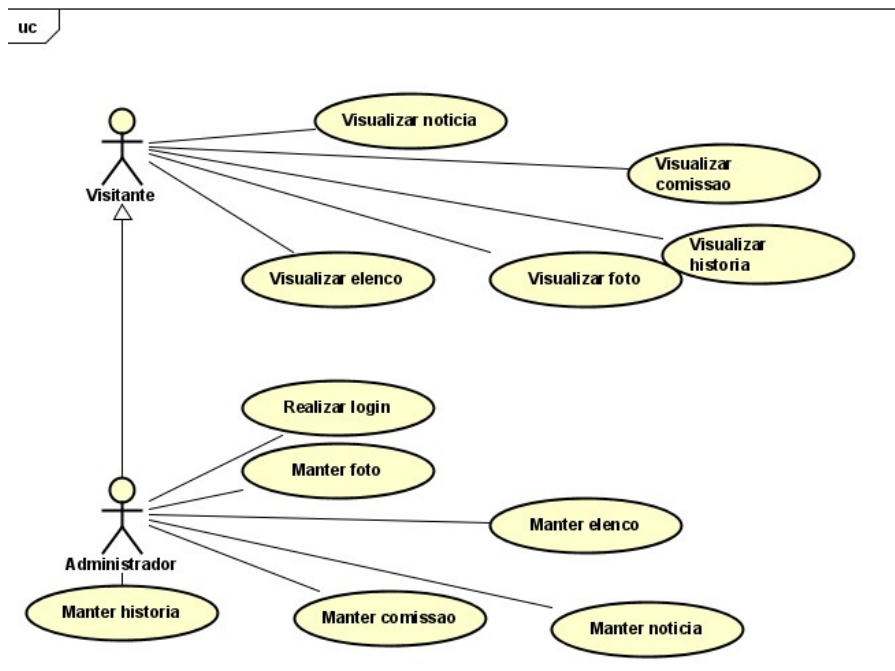 uc
Visualizar noticia
Visualizar
comissao
Visitante
Visualizar
historia
Visualizar elenco
Visualizar foto
Realizar login
Manter foto
Manter elenco
Administrador
Manter historia
Manter comissao
Manter noticia